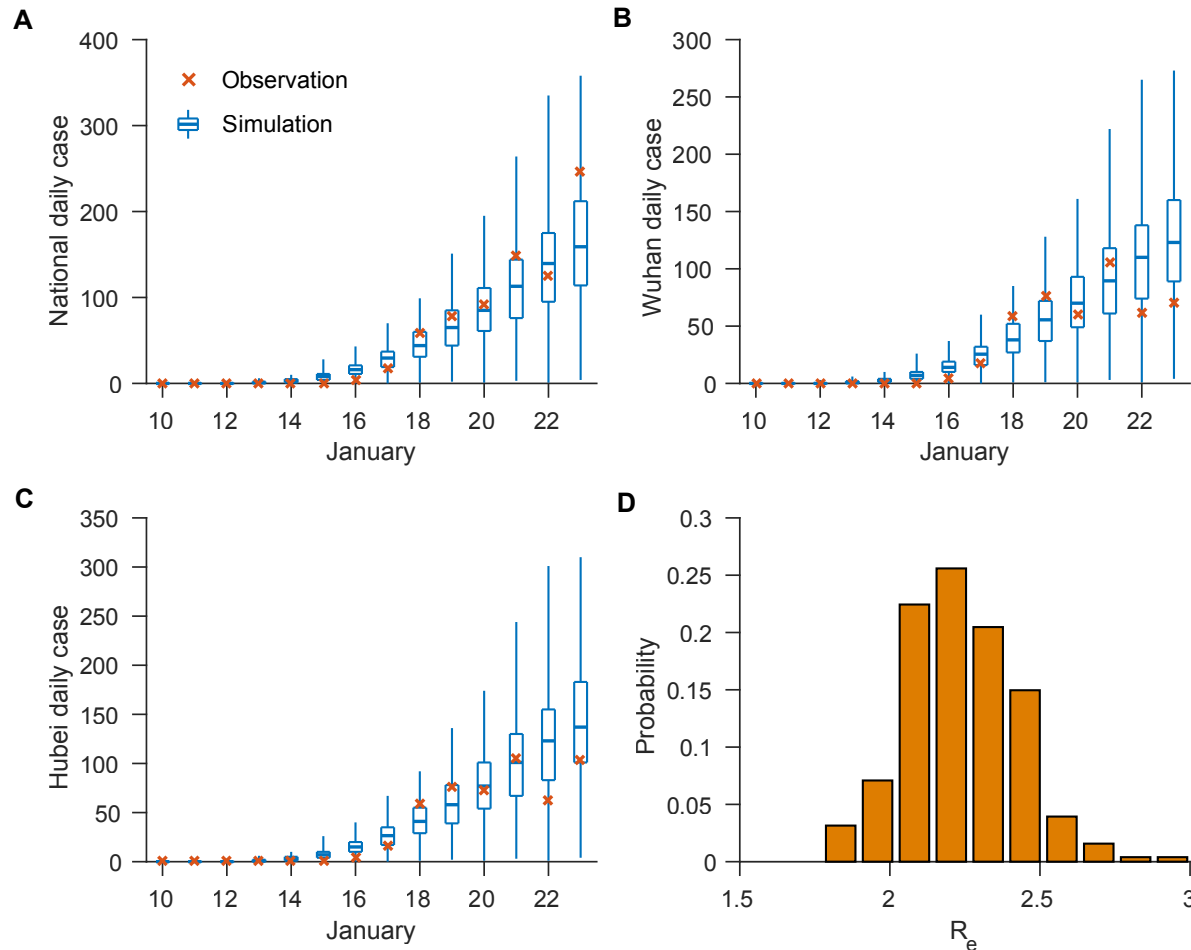 A
National daily case
400
300
200
100
0
Observation
Simulation
10 12 14 16 18 20 22
January
B
Wuhan daily case
300
250
200
150
100
50
0
10 12 14 16 18 20 22
January
C
Hubei daily case
350
300
250
200
150
100
50
0
10 12 14 16 18 20 22
January
D
Probability
0.3
0.25
0.2
0.15
0.1
0.05
0
1.5 2 2.5 3
R_e